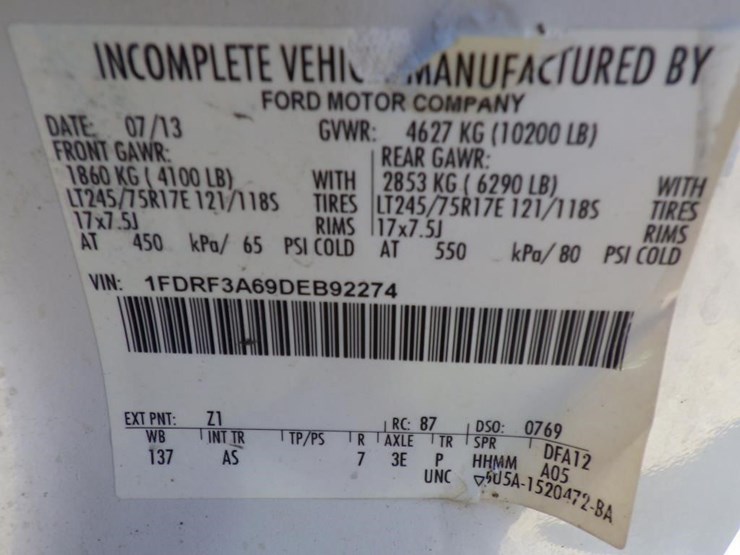 INCOMPLETE MANUFACTURED BY
FORD MOTOR COMPANY
DATE: 07/13 GVWR: 4627 KG (10200 LB)
FRONT GAWR: REAR GAWR:
1860 KG ( 4100 LB) WITH 2853 KG ( 6290 LB) WITH
LT245/75R17E 121/118S TIRES LT245/75R17E 121/118S TIRES
17x7.5J RIMS 17x7.5J RIMS
AT 450 kPa/ 65 PSI COLD AT 550 kPa/ 80 PSI COLD
VIN: 1FDRF3A69DEB92274
EXT PNT: Z1 RC: 87 DSO: 0769
WB INT TR TP/PS R AXLE TR SPR DFA12
137 AS 7 3E P HHMM A05
UNC 5U5A-1520472-BA